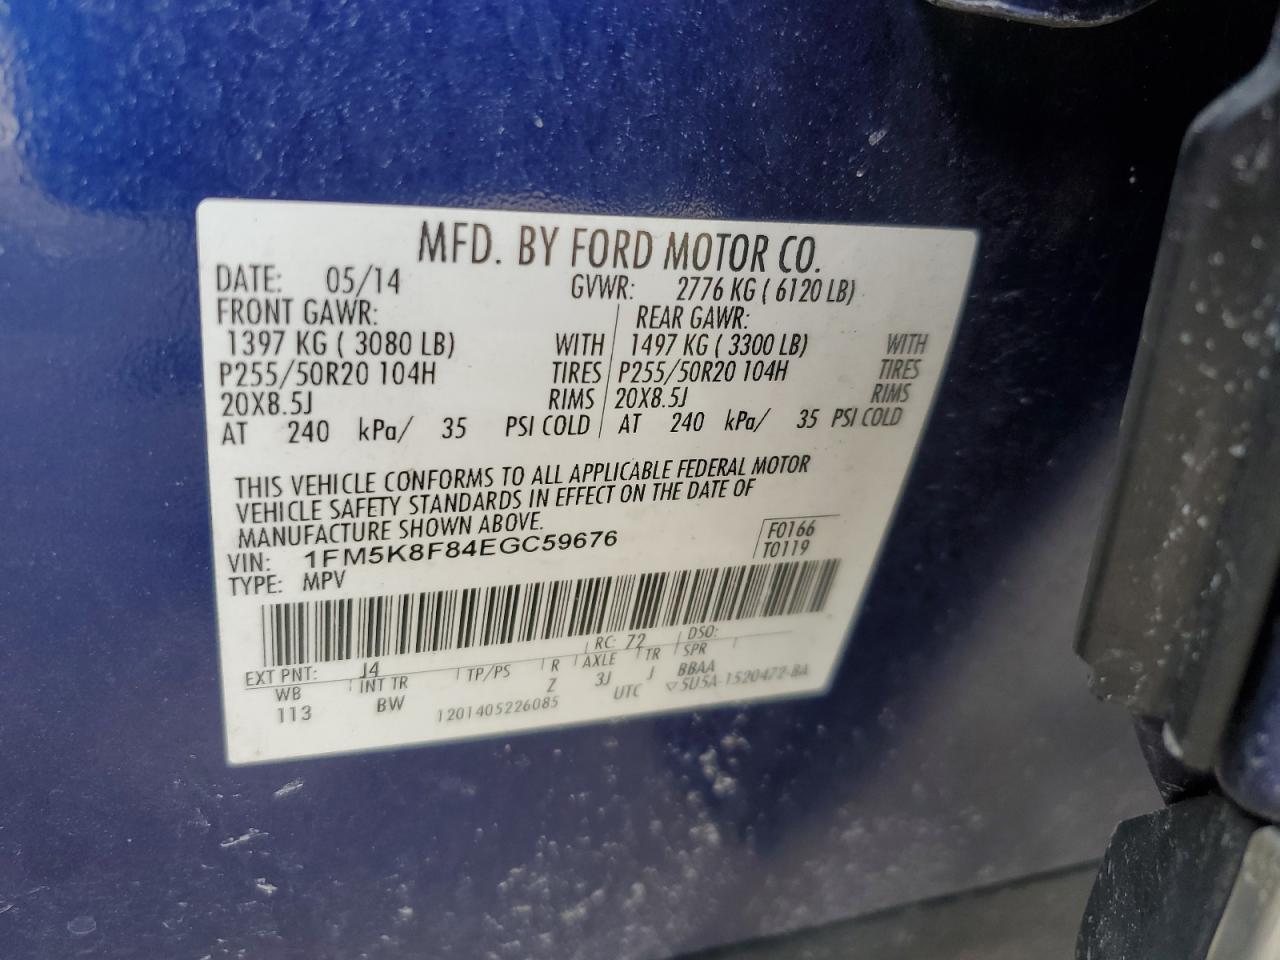 MFD. BY FORD MOTOR CO.
DATE: 05/14 GVWR: 2776 KG ( 6120 LB)
FRONT GAWR: REAR GAWR:
1397 KG ( 3080 LB) WITH 1497 KG ( 3300 LB) WITH
P255/50R20 104H TIRES P255/50R20 104H TIRES
20X8.5J RIMS 20X8.5J RIMS
AT 240 kPa/ 35 PSI COLD AT 240 kPa/ 35 PSI COLD
THIS VEHICLE CONFORMS TO ALL APPLICABLE FEDERAL MOTOR
VEHICLE SAFETY STANDARDS IN EFFECT ON THE DATE OF
MANUFACTURE SHOWN ABOVE.
VIN: 1FM5K8F84EGC59676 F0166
TYPE: MPV T0119
EXT PNT: J4 RC: 72 DSO:
WB INT TR TP/PS R AXLE TR SPR
113 BW Z 3J J BBAA
1201405226085 UTC ▽5U5A-1520472-BA